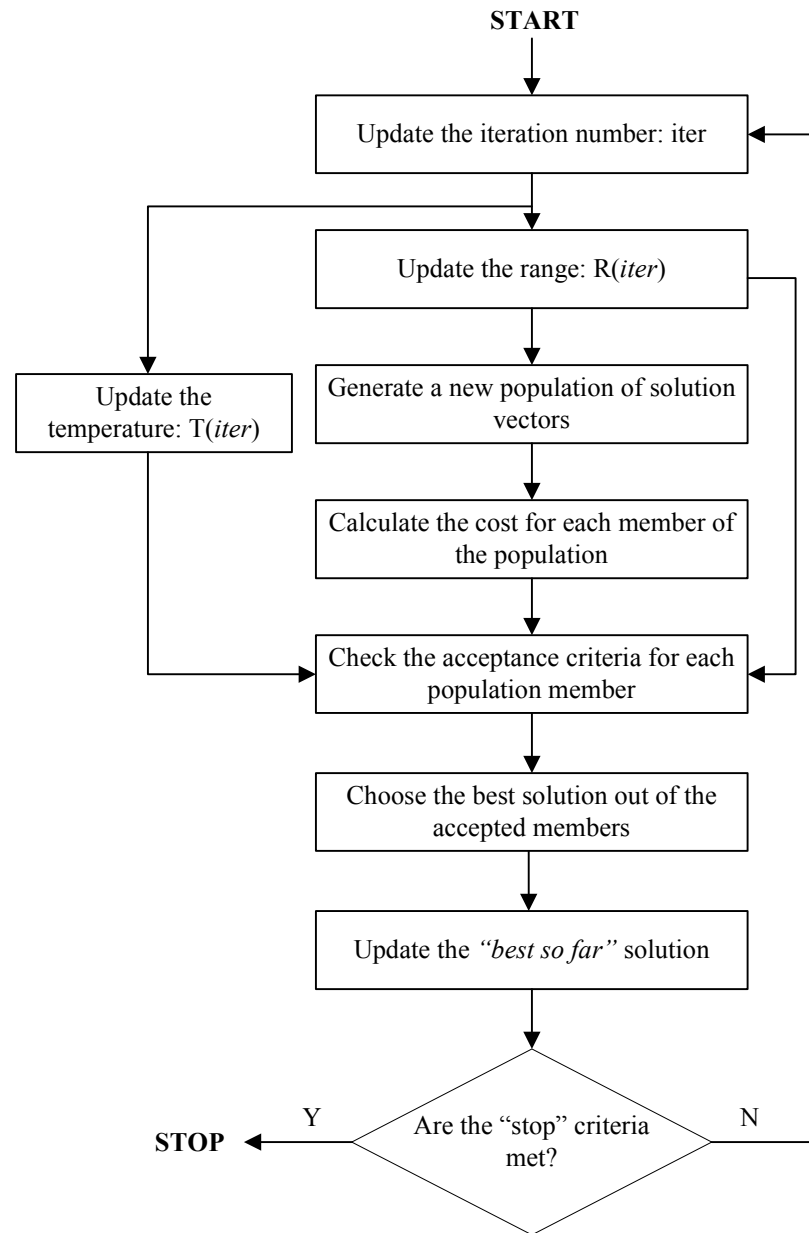 START
Update the iteration number: iter
Update the range: R(iter)
Update the
temperature: T(iter)
Generate a new population of solution
vectors
Calculate the cost for each member of
the population
Check the acceptance criteria for each
population member
Choose the best solution out of the
accepted members
Update the “best so far” solution
Are the “stop” criteria
met?
Y
N
STOP